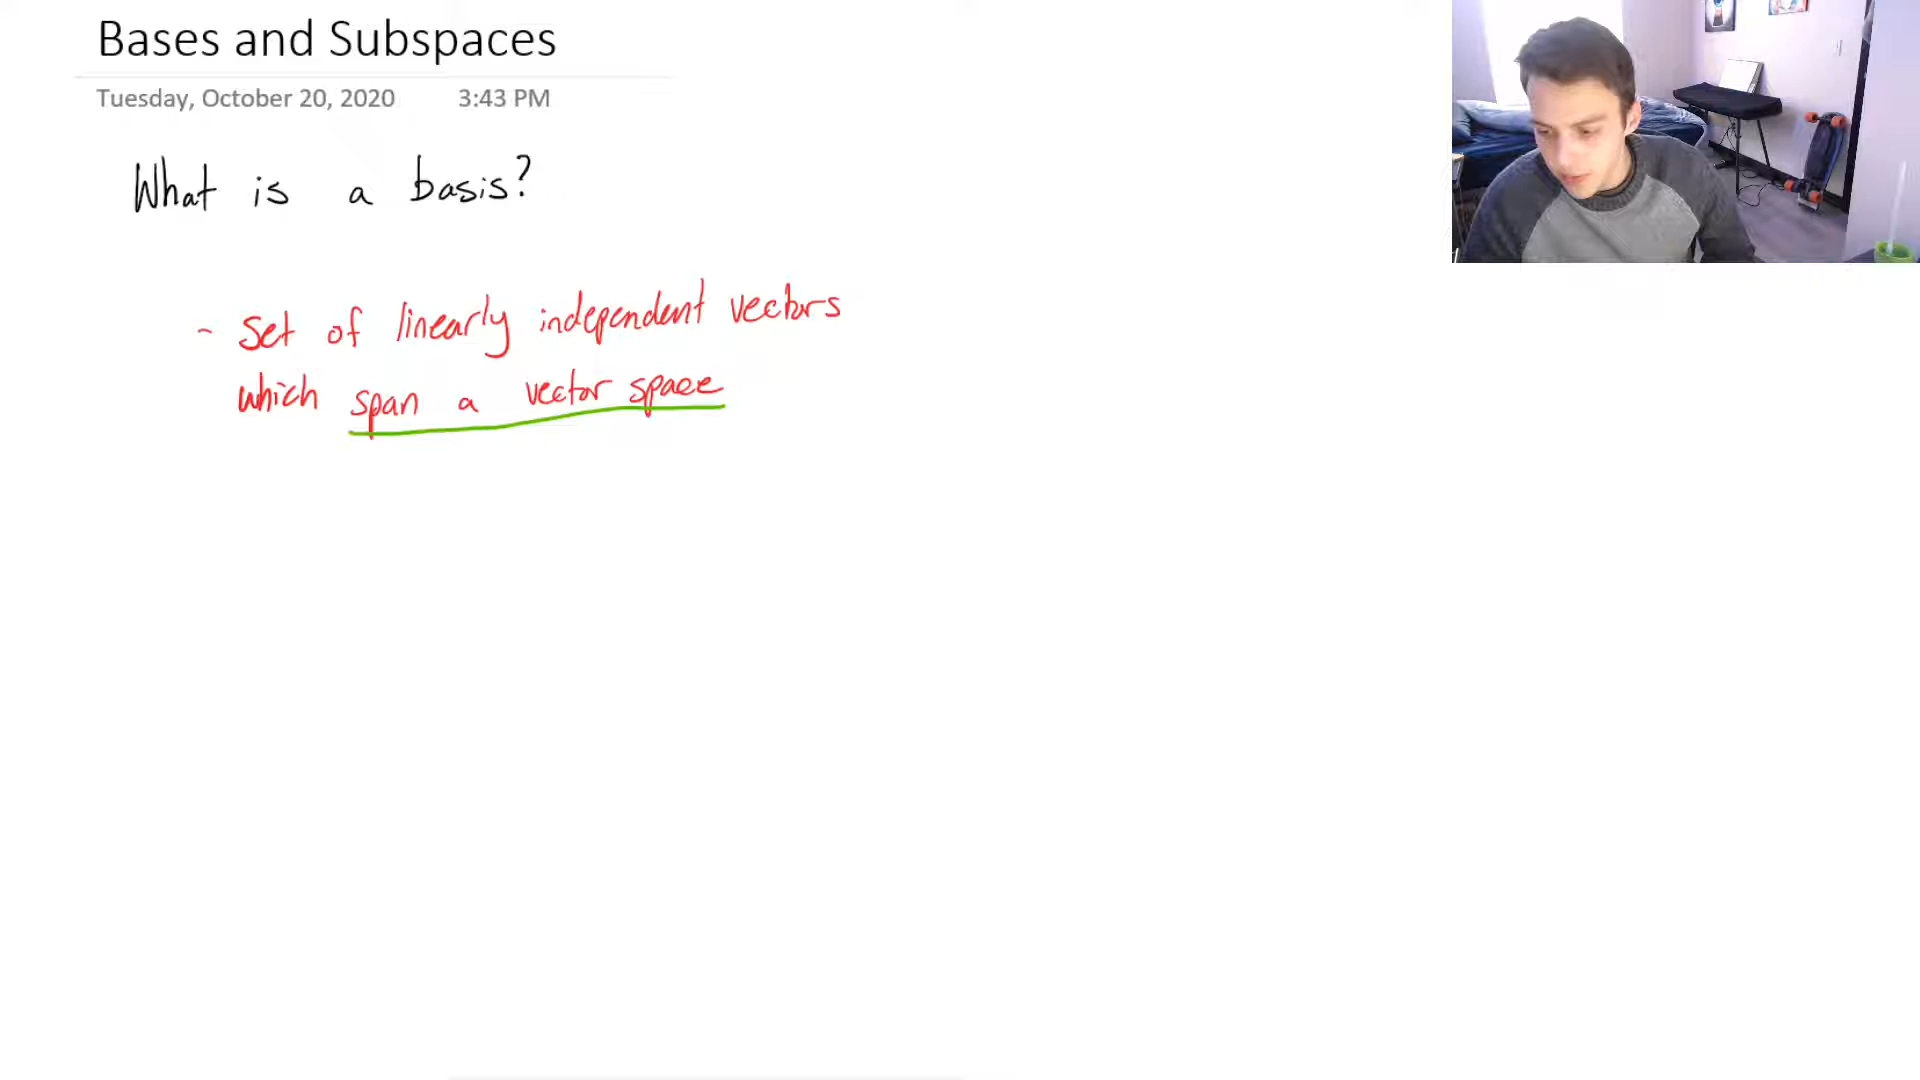 Bases and Subspaces
Tuesday, October 20, 2020 3:43 PM
What is a basis?
- Set of linearly independent vectors
which span a vector space